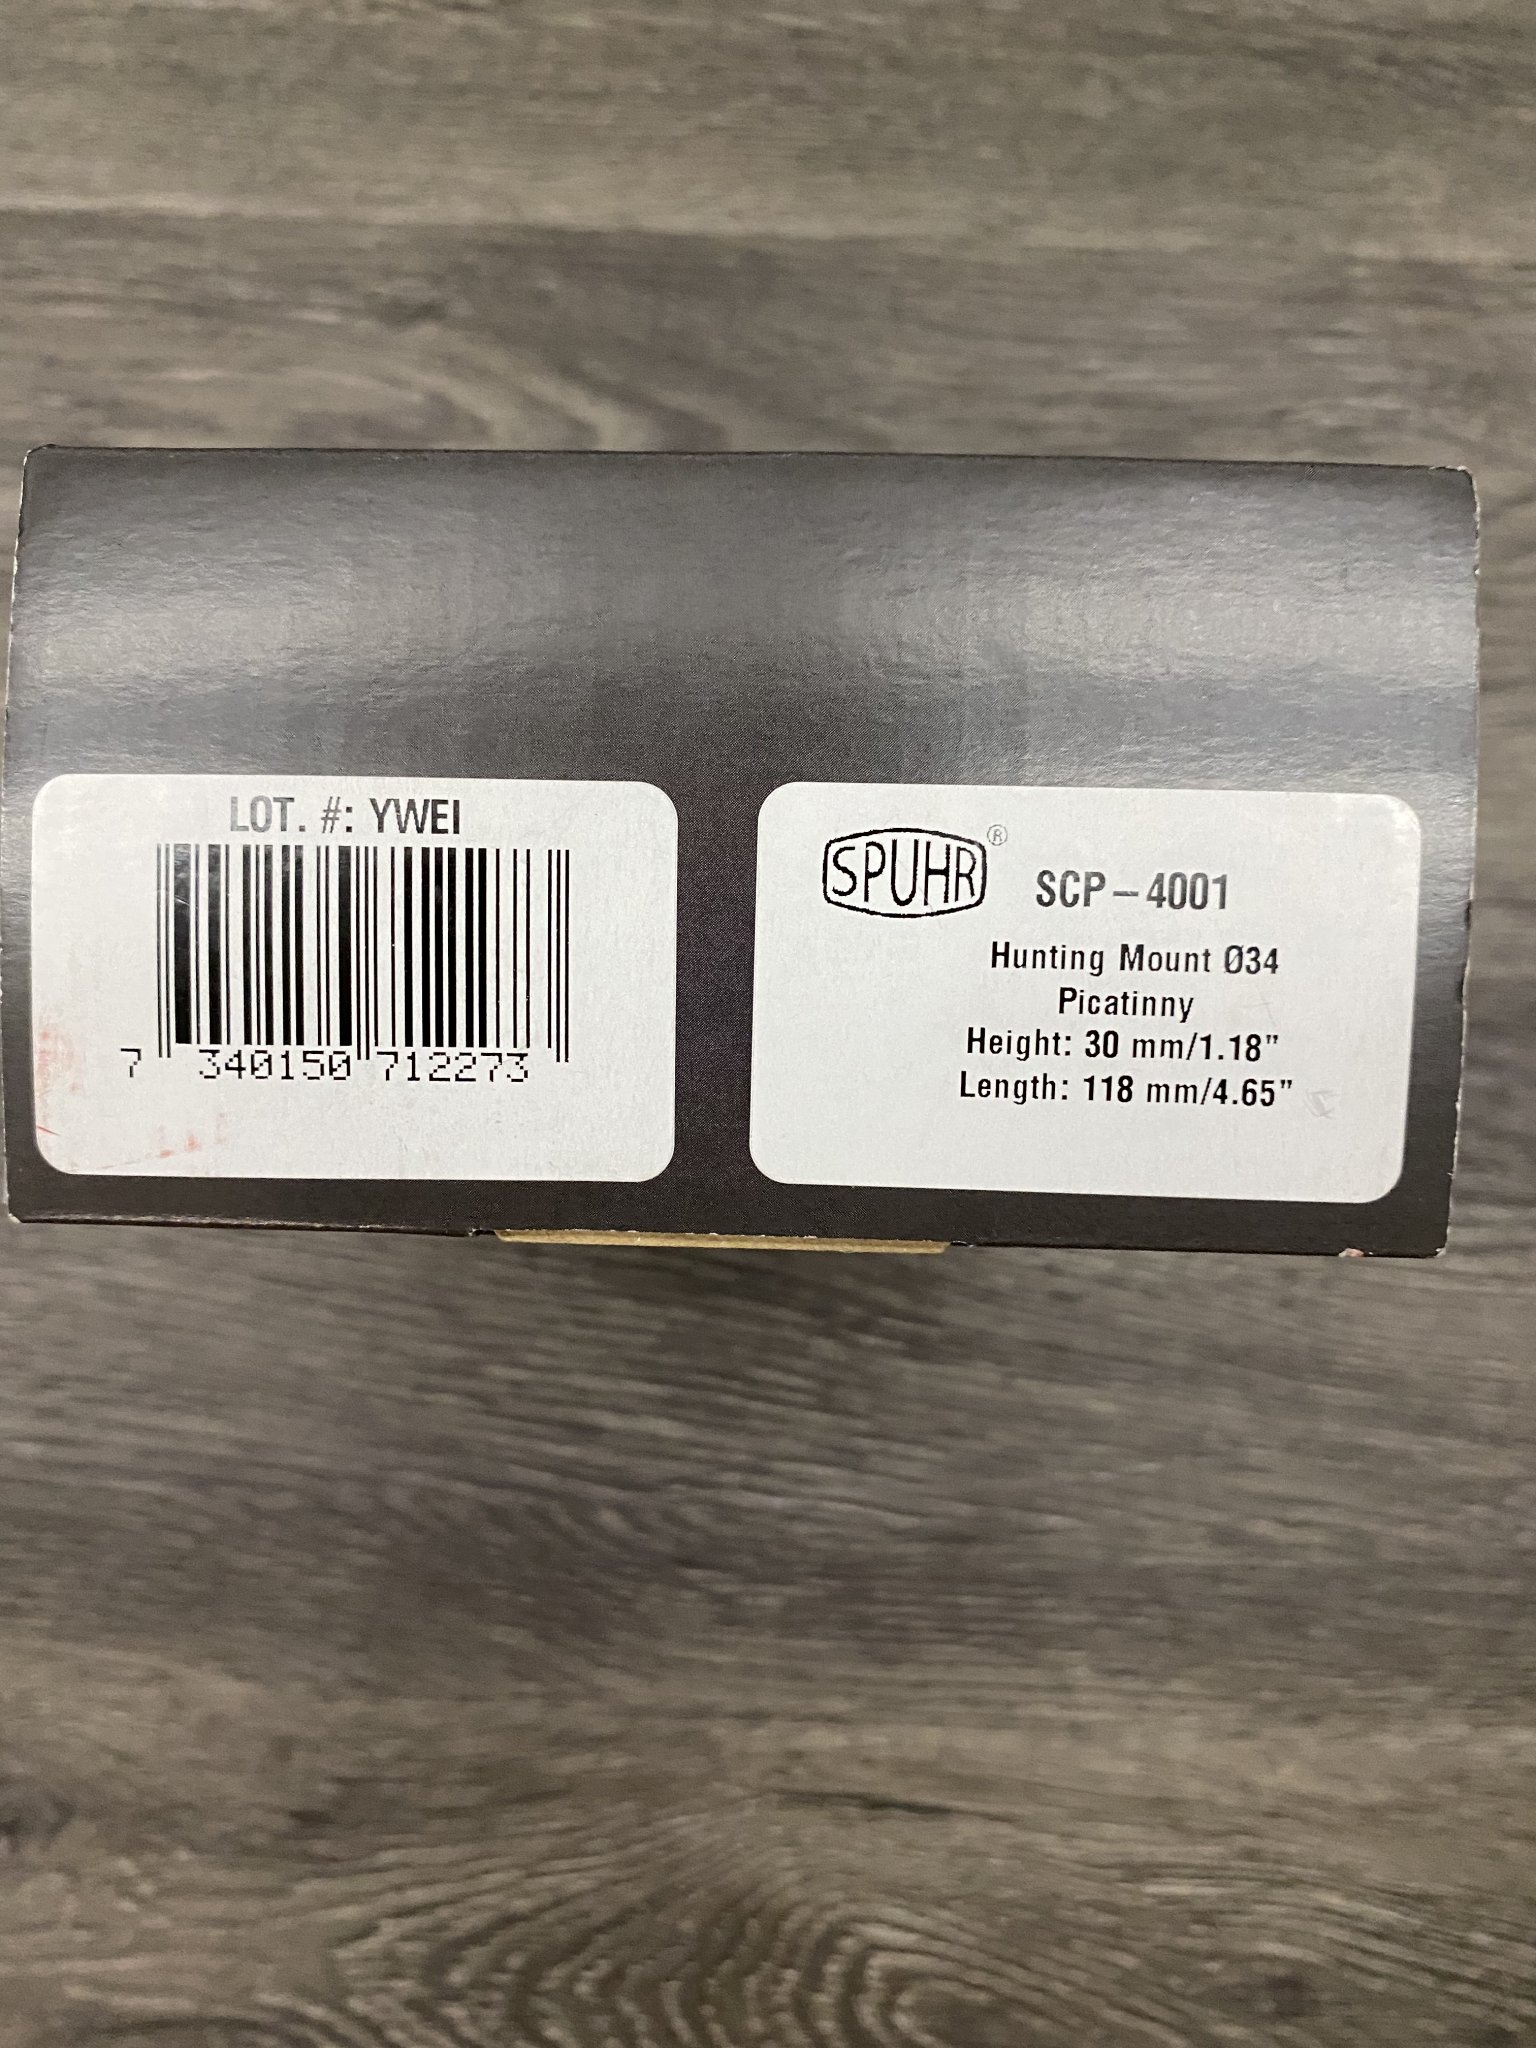 LOT. #: YWEI
7 340150 712273
SPUHR®
SCP-4001
Hunting Mount Ø34
Picatinny
Height: 30 mm/1.18”
Length: 118 mm/4.65”